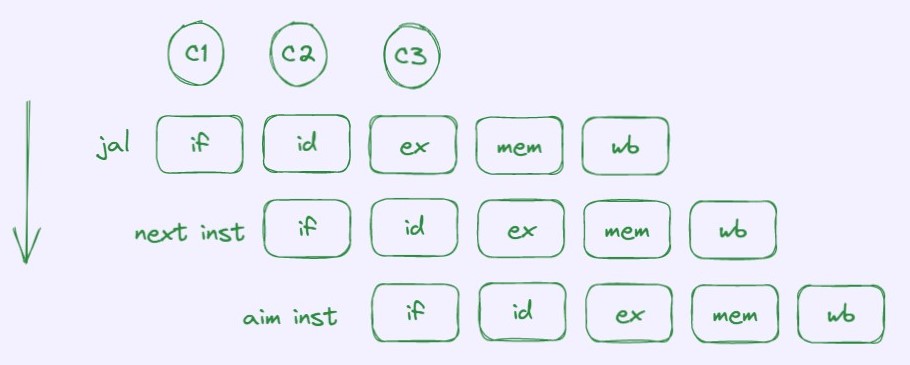 C1 C2 C3
jal if id ex mem wb
next inst if id ex mem wb
aim inst if id ex mem wb